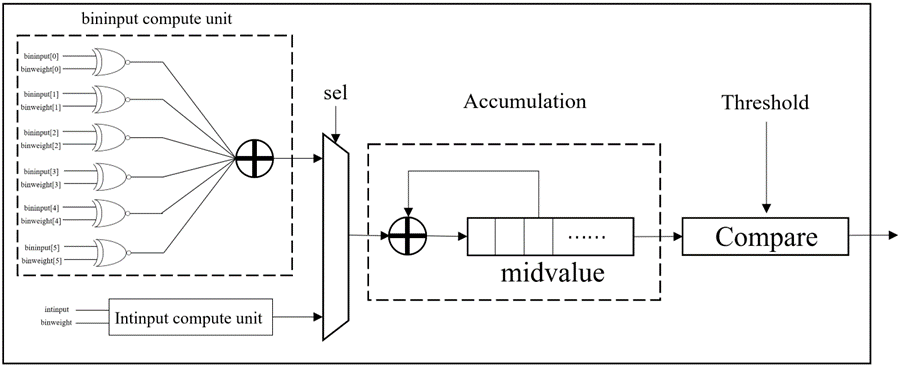 bininput compute unit
bininput[0]
binweight[0]
bininput[1]
binweight[1]
bininput[2]
binweight[2]
bininput[3]
binweight[3]
bininput[4]
binweight[4]
bininput[5]
binweight[5]
intinput
binweight
Intinput compute unit
sel
Accumulation
......
midvalue
Threshold
Compare